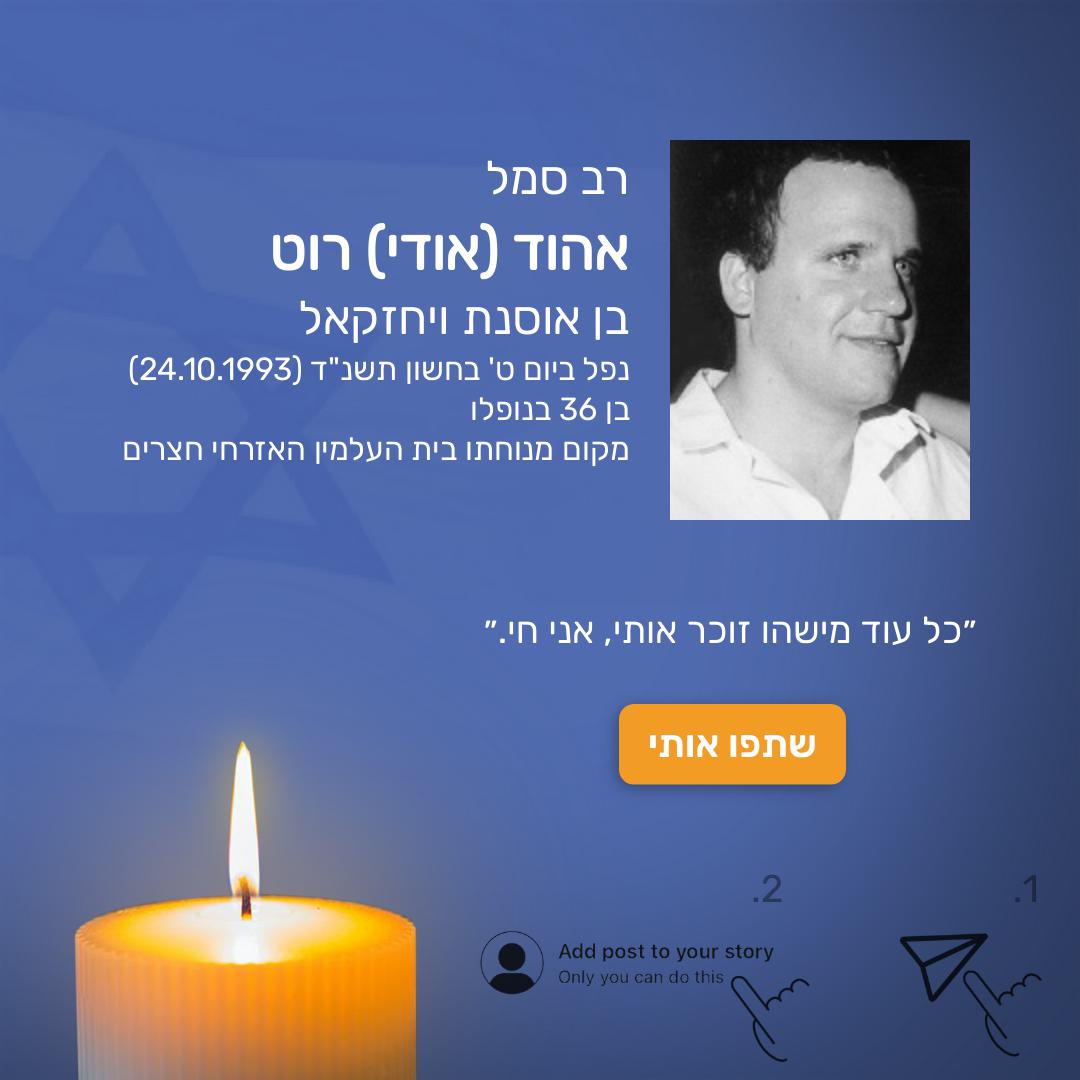 רב סמל
אהוד (אודי) רוט
בן אוסנת ויחזקאל
נפל ביום ט' בחשון תשנ"ד (24.10.1993)
בן 36 בנופלו
מקום מנוחתו בית העלמין האזרחי חצרים
״כל עוד מישהו זוכר אותי, אני חי.״
שתפו אותי
.1
.2
Add post to your story
Only you can do this